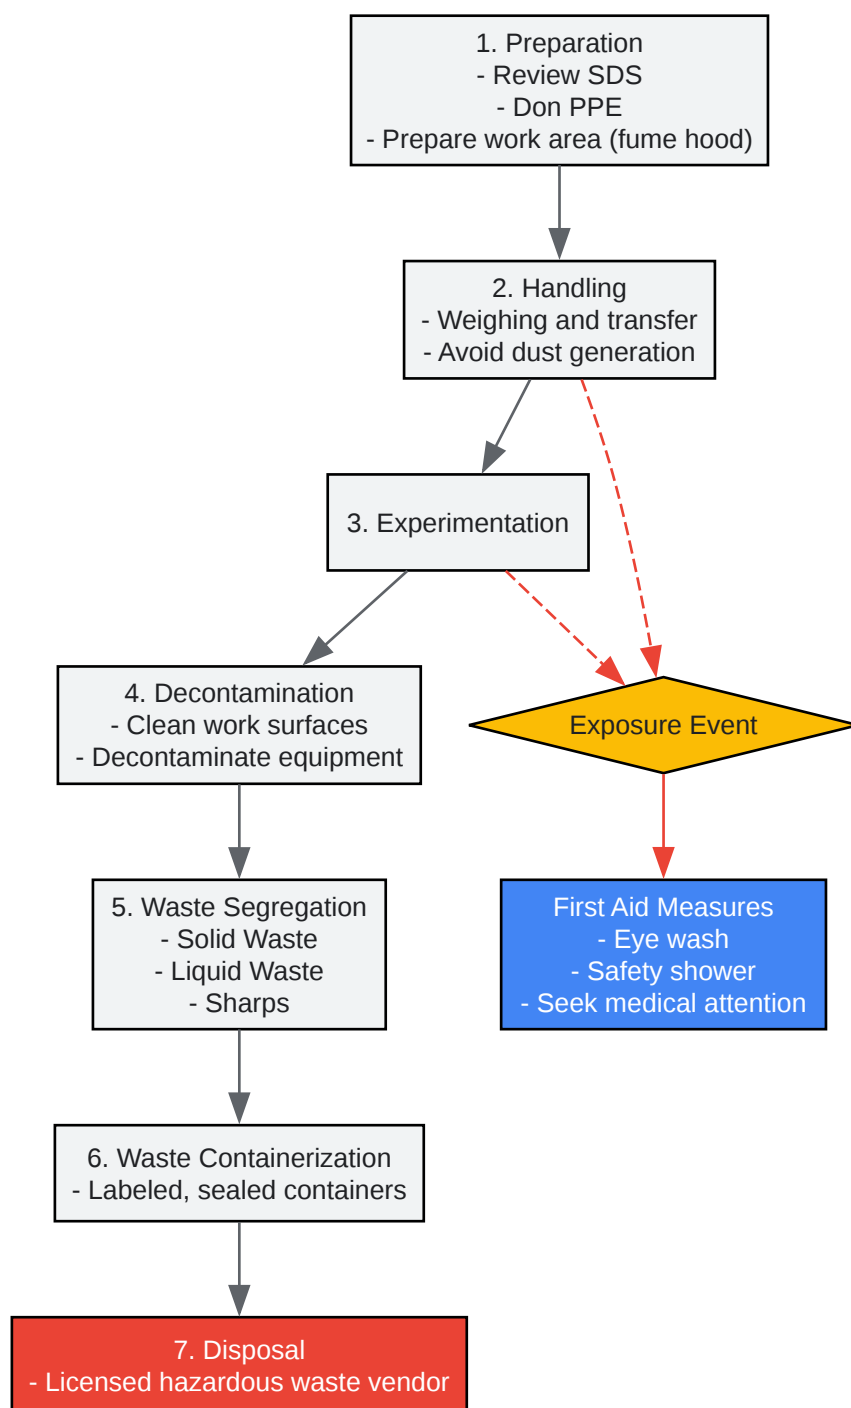 1. Preparation
- Review SDS
- Don PPE
- Prepare work area (fume hood)
2. Handling
- Weighing and transfer
- Avoid dust generation
3. Experimentation
4. Decontamination
- Clean work surfaces
- Decontaminate equipment
Exposure Event
5. Waste Segregation
- Solid Waste
- Liquid Waste
- Sharps
First Aid Measures
- Eye wash
- Safety shower
- Seek medical attention
6. Waste Containerization
- Labeled, sealed containers
7. Disposal
- Licensed hazardous waste vendor